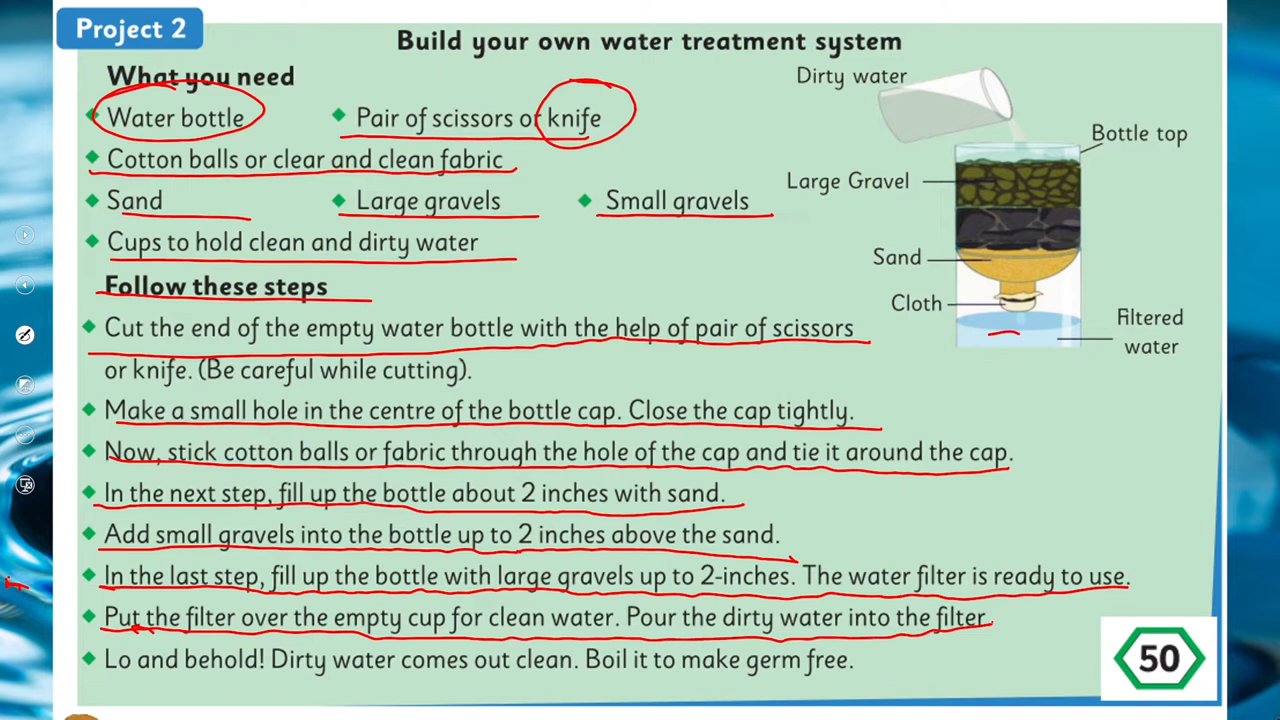 Project 2
Build your own water treatment system
What you need
Water bottle
Pair of scissors or knife
Cotton balls or clear and clean fabric
Sand
Large gravels
Small gravels
Cups to hold clean and dirty water
Dirty water
Bottle top
Large Gravel
Sand
Cloth
Filtered
water
Follow these steps
Cut the end of the empty water bottle with the help of pair of scissors
or knife. (Be careful while cutting).
Make a small hole in the centre of the bottle cap. Close the cap tightly.
Now, stick cotton balls or fabric through the hole of the cap and tie it around the cap.
In the next step, fill up the bottle about 2 inches with sand.
Add small gravels into the bottle up to 2 inches above the sand.
In the last step, fill up the bottle with large gravels up to 2-inches. The water filter is ready to use.
Put the filter over the empty cup for clean water. Pour the dirty water into the filter.
Lo and behold! Dirty water comes out clean. Boil it to make germ free.
50